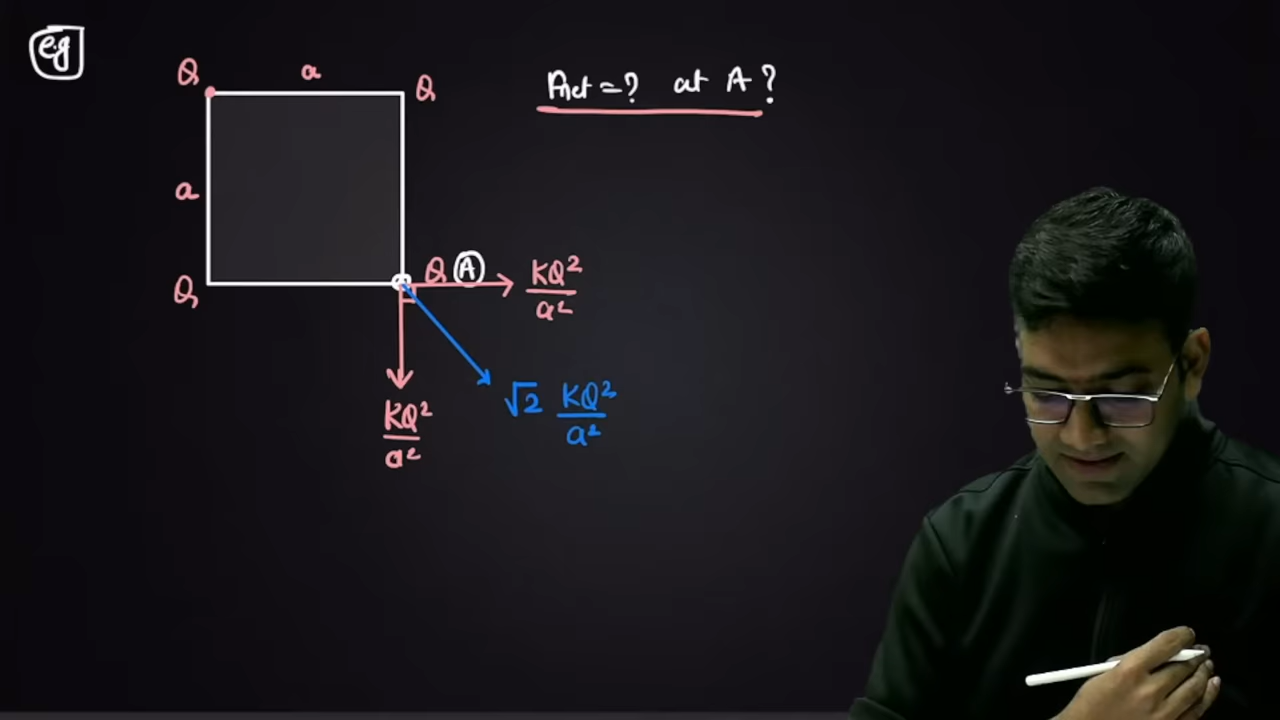 eg
Q a Q
Fnet = ? at A ?
a
Q Q A KQ²/a²
√2 KQ²/a²
KQ²/a²